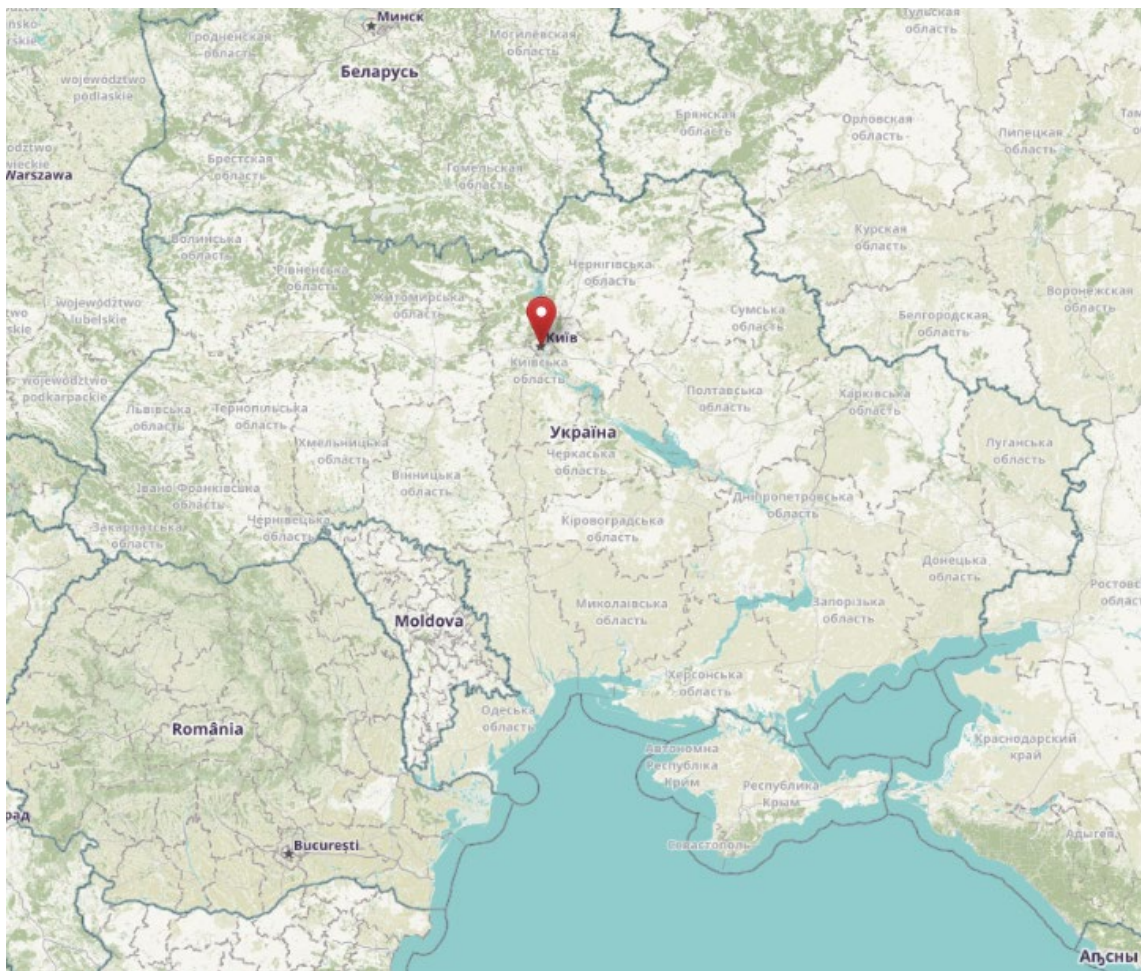 Минск
Гродненская
область
Могилёвская
область
Тульская
область
województwo
podlaskie
Беларусь
Брянская
область
Орловская
область
Липецкая
область
Warszawa
Брестская
область
Гомельская
область
Курская
область
Волинська
область
Рівненська
область
Чернігівська
область
Житомирська
область
Воронежская
область
województwo
lubelskie
Сумська
область
Белгородская
область
Київ
Київська
область
województwo
podkarpackie
Львівська
область
Тернопільська
область
Полтавська
область
Харківська
область
Україна
Хмельницька
область
Черкаська
область
Луганська
область
Вінницька
область
Івано-Франківська
область
Дніпропетровська
область
Закарпатська
область
Чернівецька
область
Кіровоградська
область
Донецька
область
Moldova
Миколаївська
область
Запорізька
область
Херсонська
область
România
Одеська
область
Краснодарский
край
Автономна
Республіка
Крим
Республика
Крым
București
Севастополь
Адыгея
Аҧсны